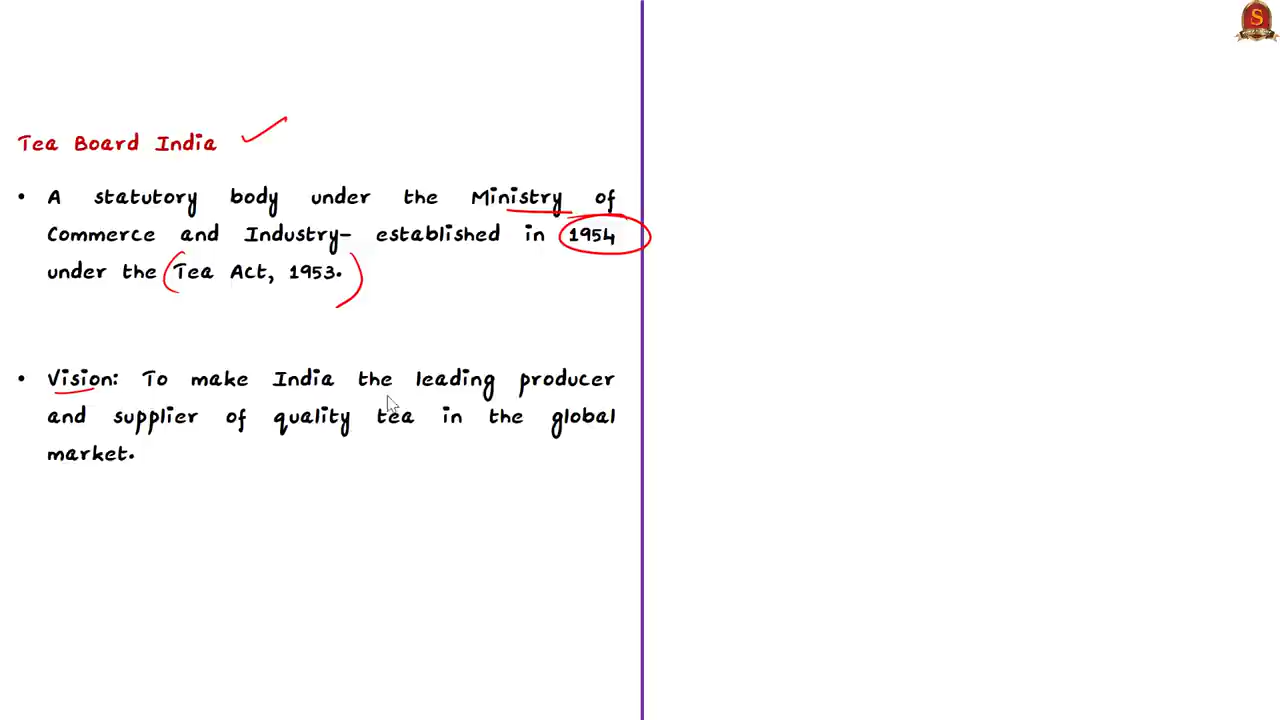 Tea Board India
• A statutory body under the Ministry of
Commerce and Industry- established in 1954
under the Tea Act, 1953.
• Vision: To make India the leading producer
and supplier of quality tea in the global
market.
S